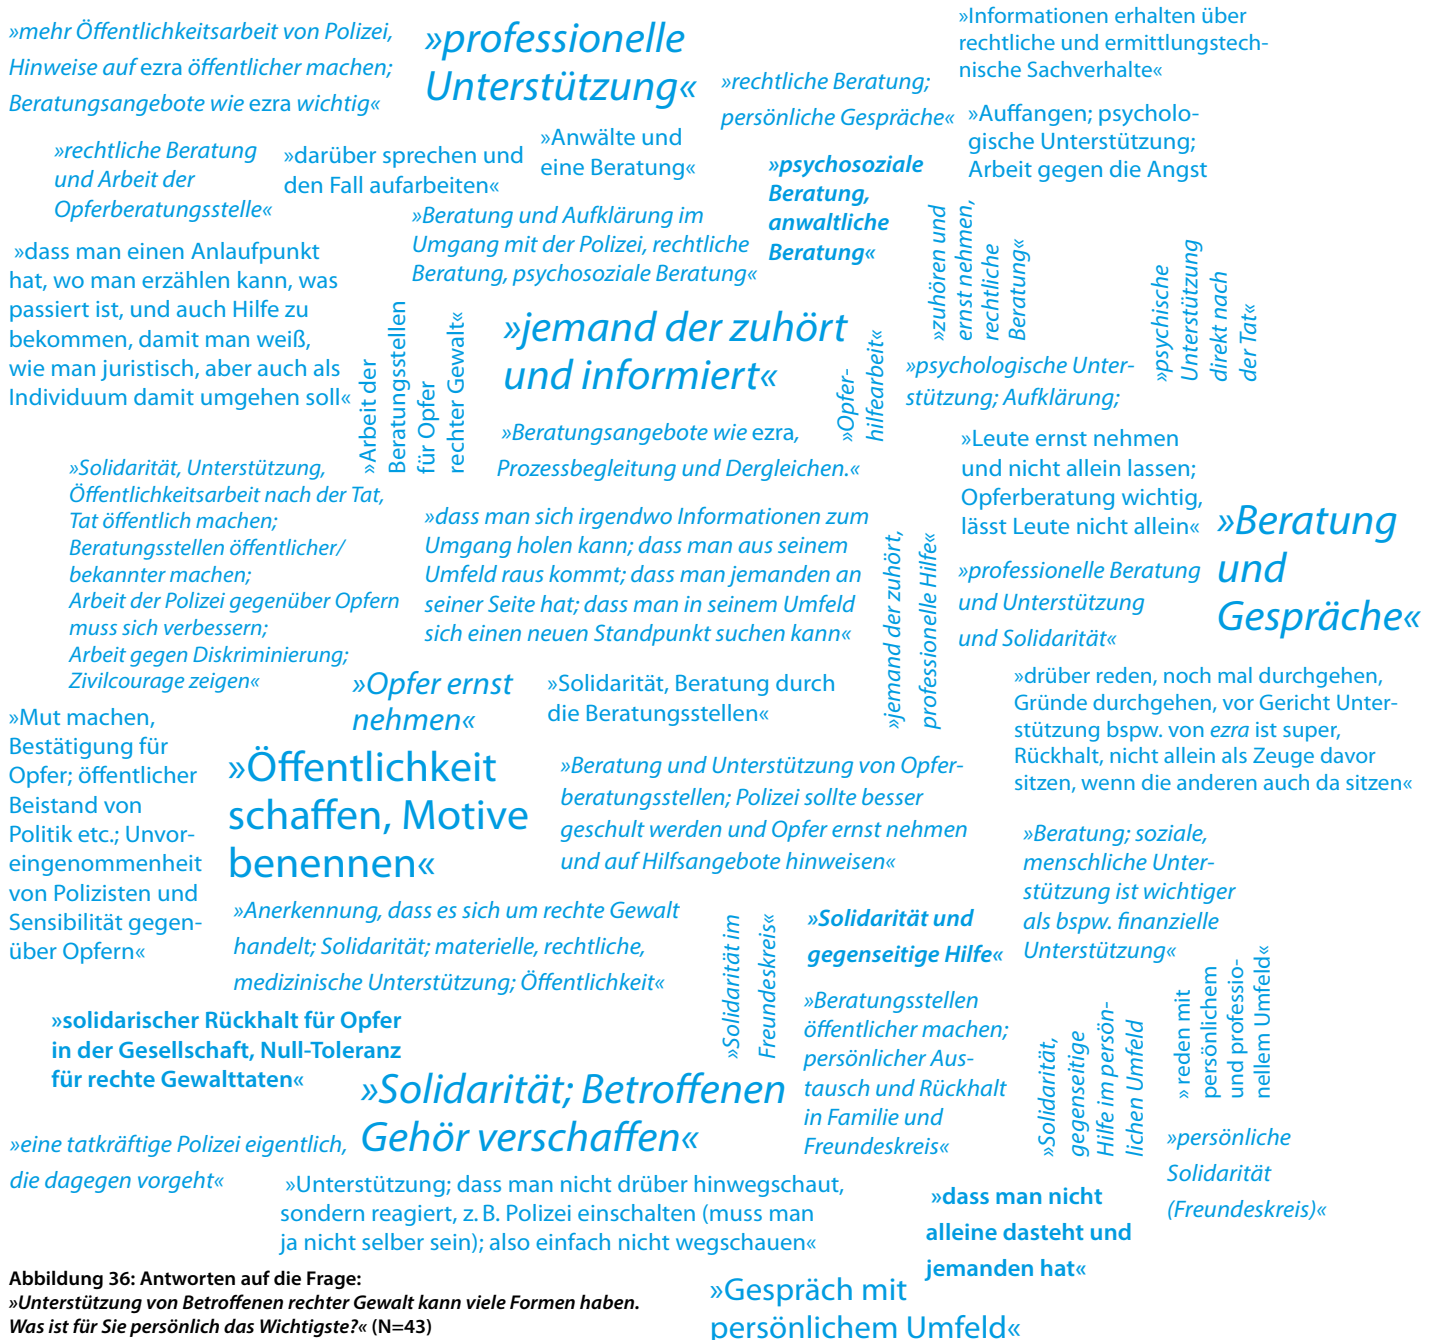 »mehr Öffentlichkeitsarbeit von Polizei,
Hinweise auf ezra öffentlicher machen;
Beratungsangebote wie ezra wichtig«
»professionelle
Unterstützung«
»Informationen erhalten über
rechtliche und ermittlungstech-
nische Sachverhalte«
»rechtliche Beratung;
persönliche Gespräche«
»Auffangen; psycholo-
gische Unterstützung;
Arbeit gegen die Angst
»rechtliche Beratung
und Arbeit der
Opferberatungsstelle«
»darüber sprechen und
den Fall aufarbeiten«
»Anwälte und
eine Beratung«
»psychosoziale
Beratung,
anwaltliche
Beratung«
»Beratung und Aufklärung im
Umgang mit der Polizei, rechtliche
Beratung, psychosoziale Beratung«
»zuhören und
ernst nehmen,
rechtliche
Beratung«
»psychische
Unterstützung
direkt nach
der Tat«
»dass man einen Anlaufpunkt
hat, wo man erzählen kann, was
passiert ist, und auch Hilfe zu
bekommen, damit man weiß,
wie man juristisch, aber auch als
Individuum damit umgehen soll«
»Arbeit der
Beratungsstellen
für Opfer
rechter Gewalt«
»jemand der zuhört
und informiert«
»Opfer-
hilfearbeit«
»psychologische Unter-
stützung; Aufklärung;
»Beratungsangebote wie ezra,
Prozessbegleitung und Dergleichen.«
»Leute ernst nehmen
und nicht allein lassen;
Opferberatung wichtig,
lässt Leute nicht allein«
»Solidarität, Unterstützung,
Öffentlichkeitsarbeit nach der Tat,
Tat öffentlich machen;
Beratungsstellen öffentlicher/
bekannter machen;
Arbeit der Polizei gegenüber Opfern
muss sich verbessern;
Arbeit gegen Diskriminierung;
Zivilcourage zeigen«
»dass man sich irgendwo Informationen zum
Umgang holen kann; dass man aus seinem
Umfeld raus kommt; dass man jemanden an
seiner Seite hat; dass man in seinem Umfeld
sich einen neuen Standpunkt suchen kann«
»jemand der zuhört,
professionelle Hilfe«
»Beratung
und
Gespräche«
»professionelle Beratung
und Unterstützung
und Solidarität«
»Opfer ernst
nehmen«
»Solidarität, Beratung durch
die Beratungsstellen«
»drüber reden, noch mal durchgehen,
Gründe durchgehen, vor Gericht Unter-
stützung bspw. von ezra ist super,
Rückhalt, nicht allein als Zeuge davor
sitzen, wenn die anderen auch da sitzen«
»Mut machen,
Bestätigung für
Opfer; öffentlicher
Beistand von
Politik etc.; Unvor-
eingenommenheit
von Polizisten und
Sensibilität gegen-
über Opfern«
»Öffentlichkeit
schaffen, Motive
benennen«
»Beratung und Unterstützung von Opfer-
beratungsstellen; Polizei sollte besser
geschult werden und Opfer ernst nehmen
und auf Hilfsangebote hinweisen«
»Beratung; soziale,
menschliche Unter-
stützung ist wichtiger
als bspw. finanzielle
Unterstützung«
»Anerkennung, dass es sich um rechte Gewalt
handelt; Solidarität; materielle, rechtliche,
medizinische Unterstützung; Öffentlichkeit«
»Solidarität im
Freundeskreis«
»Solidarität und
gegenseitige Hilfe«
»Beratungsstellen
öffentlicher machen;
persönlicher Aus-
tausch und Rückhalt
in Familie und
Freundeskreis«
»Solidarität,
gegenseitige
Hilfe im persön-
lichen Umfeld
» reden mit
persönlichem
und professio-
nellem Umfeld«
»solidarischer Rückhalt für Opfer
in der Gesellschaft, Null-Toleranz
für rechte Gewalttaten«
»Solidarität; Betroffenen
Gehör verschaffen«
»eine tatkräftige Polizei eigentlich,
die dagegen vorgeht«
»persönliche
Solidarität
(Freundeskreis)«
»Unterstützung; dass man nicht drüber hinwegschaut,
sondern reagiert, z. B. Polizei einschalten (muss man
ja nicht selber sein); also einfach nicht wegschauen«
»dass man nicht
alleine dasteht und
jemanden hat«
»Gespräch mit
persönlichem Umfeld«
Abbildung 36: Antworten auf die Frage:
»Unterstützung von Betroffenen rechter Gewalt kann viele Formen haben.
Was ist für Sie persönlich das Wichtigste?« (N=43)